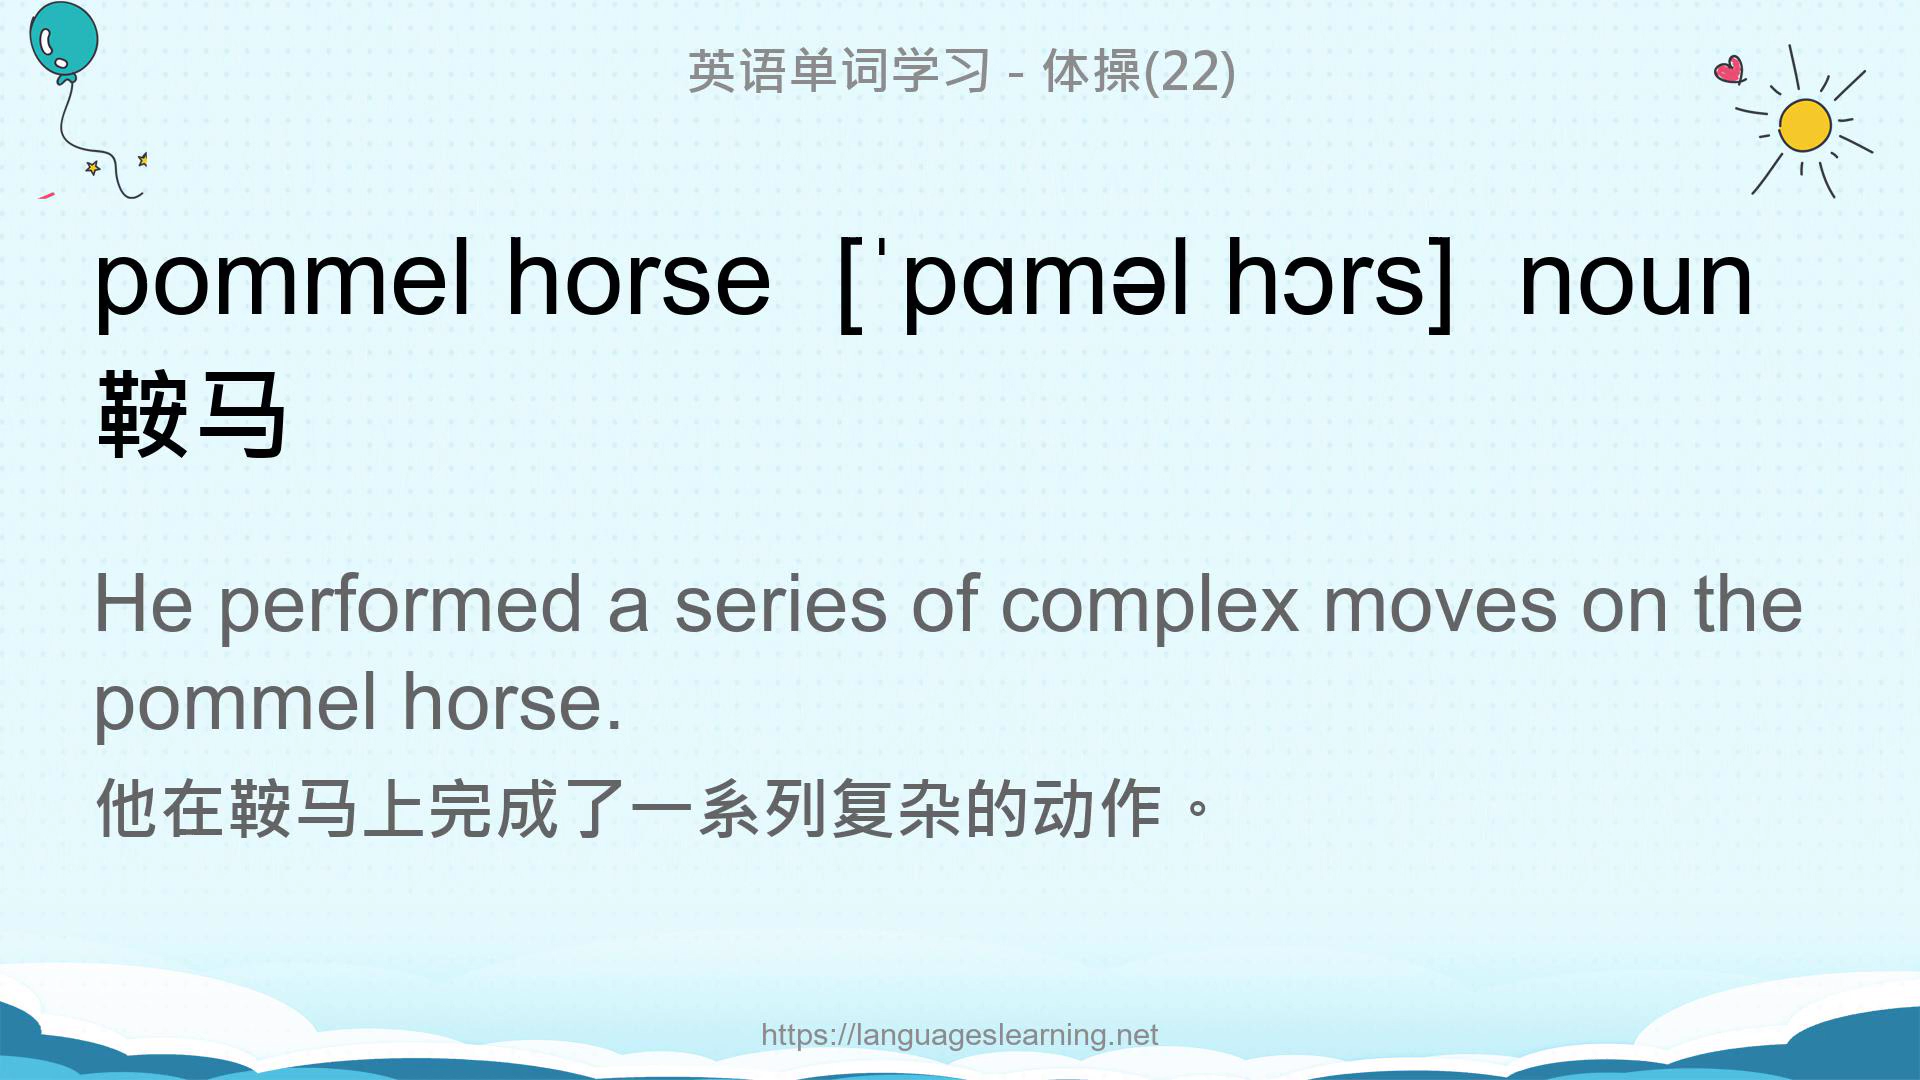 英语单词学习 - 体操(22)
pommel horse [ˈpɑməl hɔrs] noun
鞍马
He performed a series of complex moves on the
pommel horse.
他在鞍马上完成了一系列复杂的动作。
https://languageslearning.net